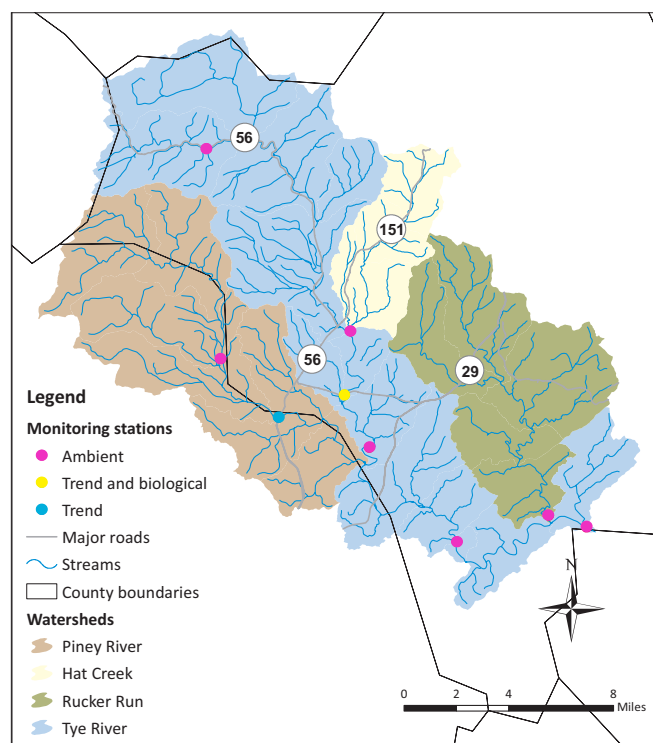 56
151
56
29
Legend
Monitoring stations
Ambient
Trend and biological
Trend
Major roads
Streams
County boundaries
Watersheds
Piney River
Hat Creek
Rucker Run
Tye River
N
0 2 4 8
Miles